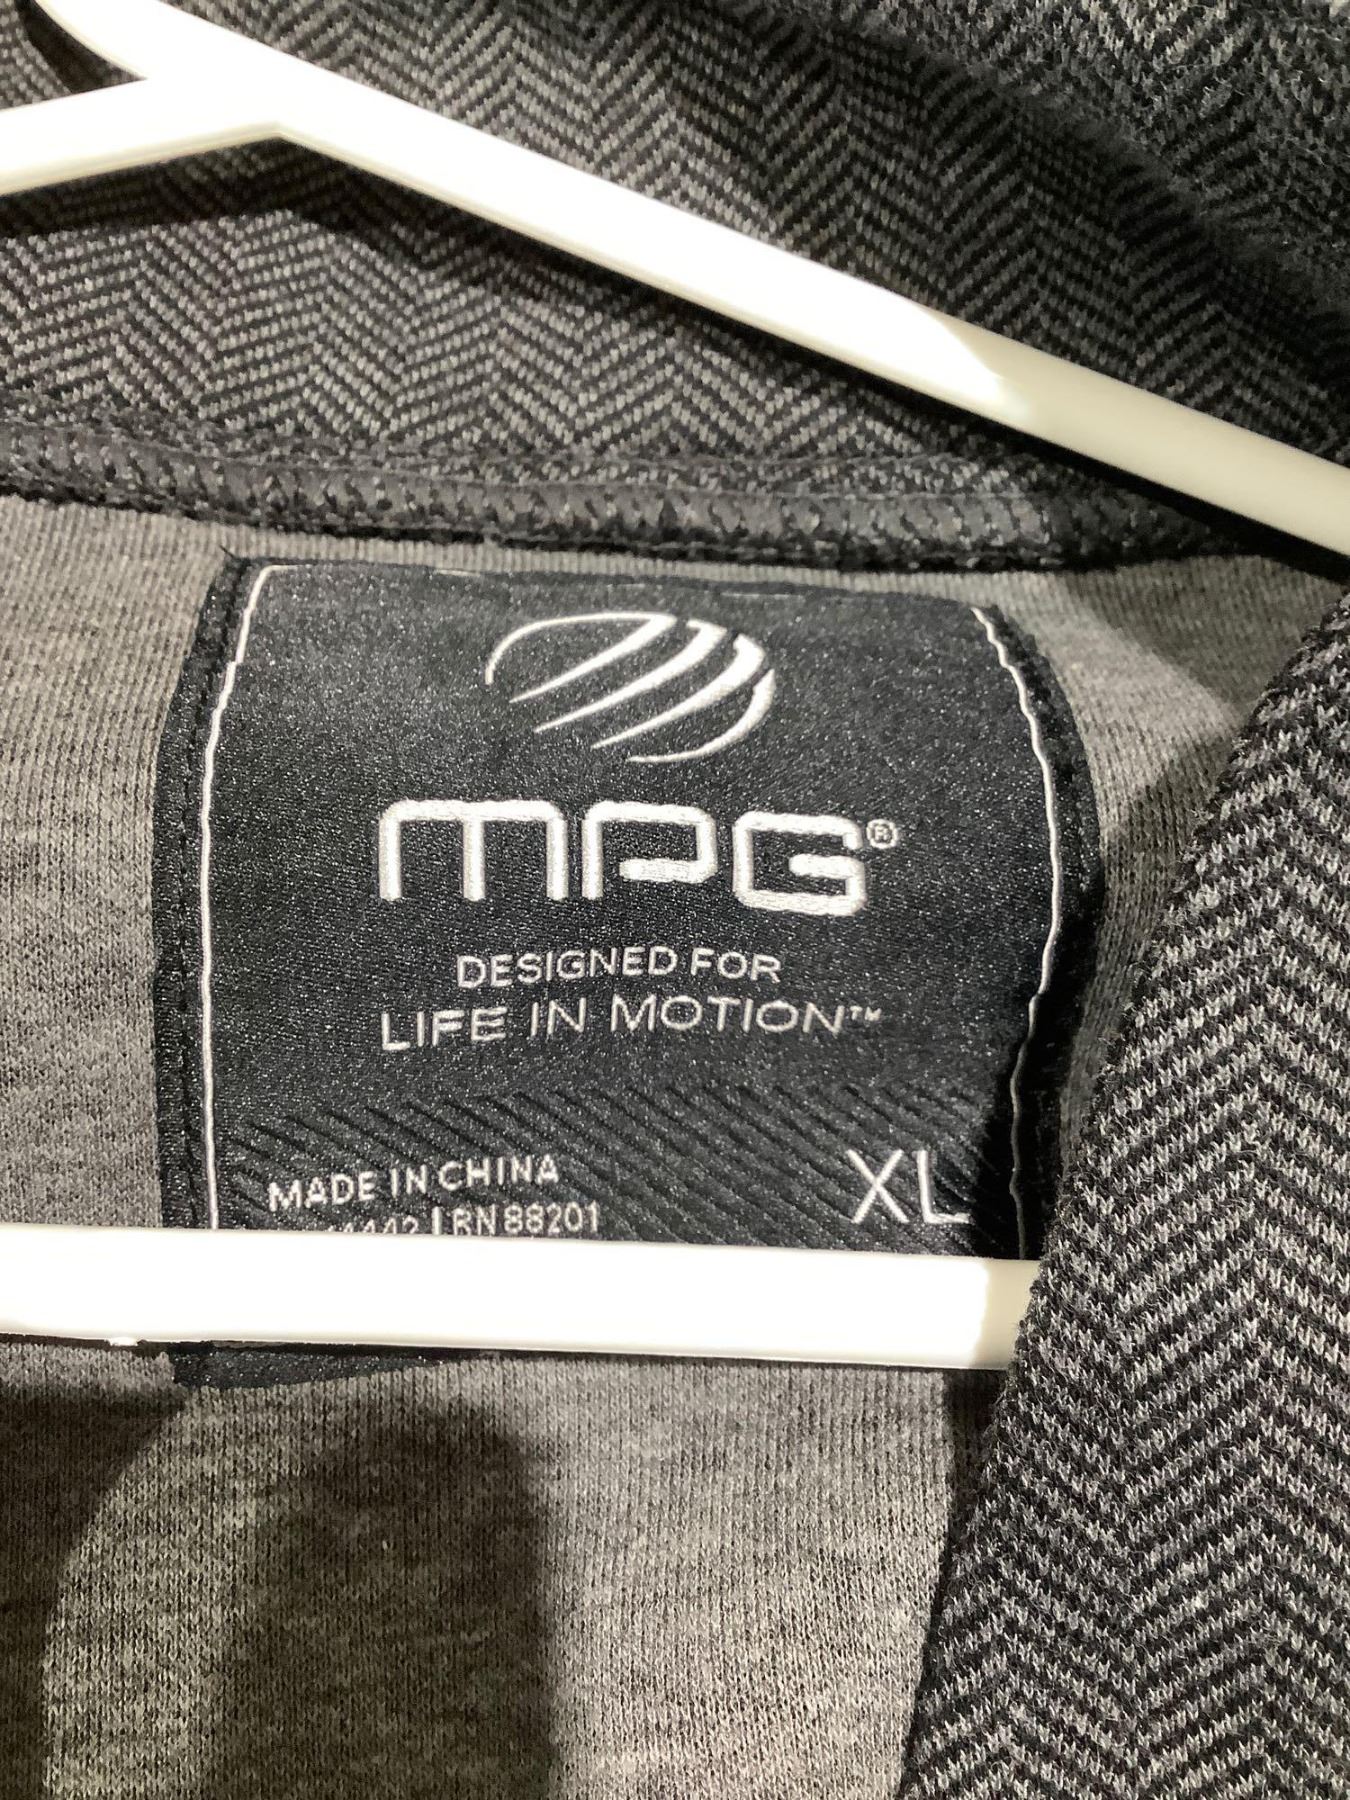 MPG®
DESIGNED FOR
LIFE IN MOTION™
MADE IN CHINA
XL
RN 88201